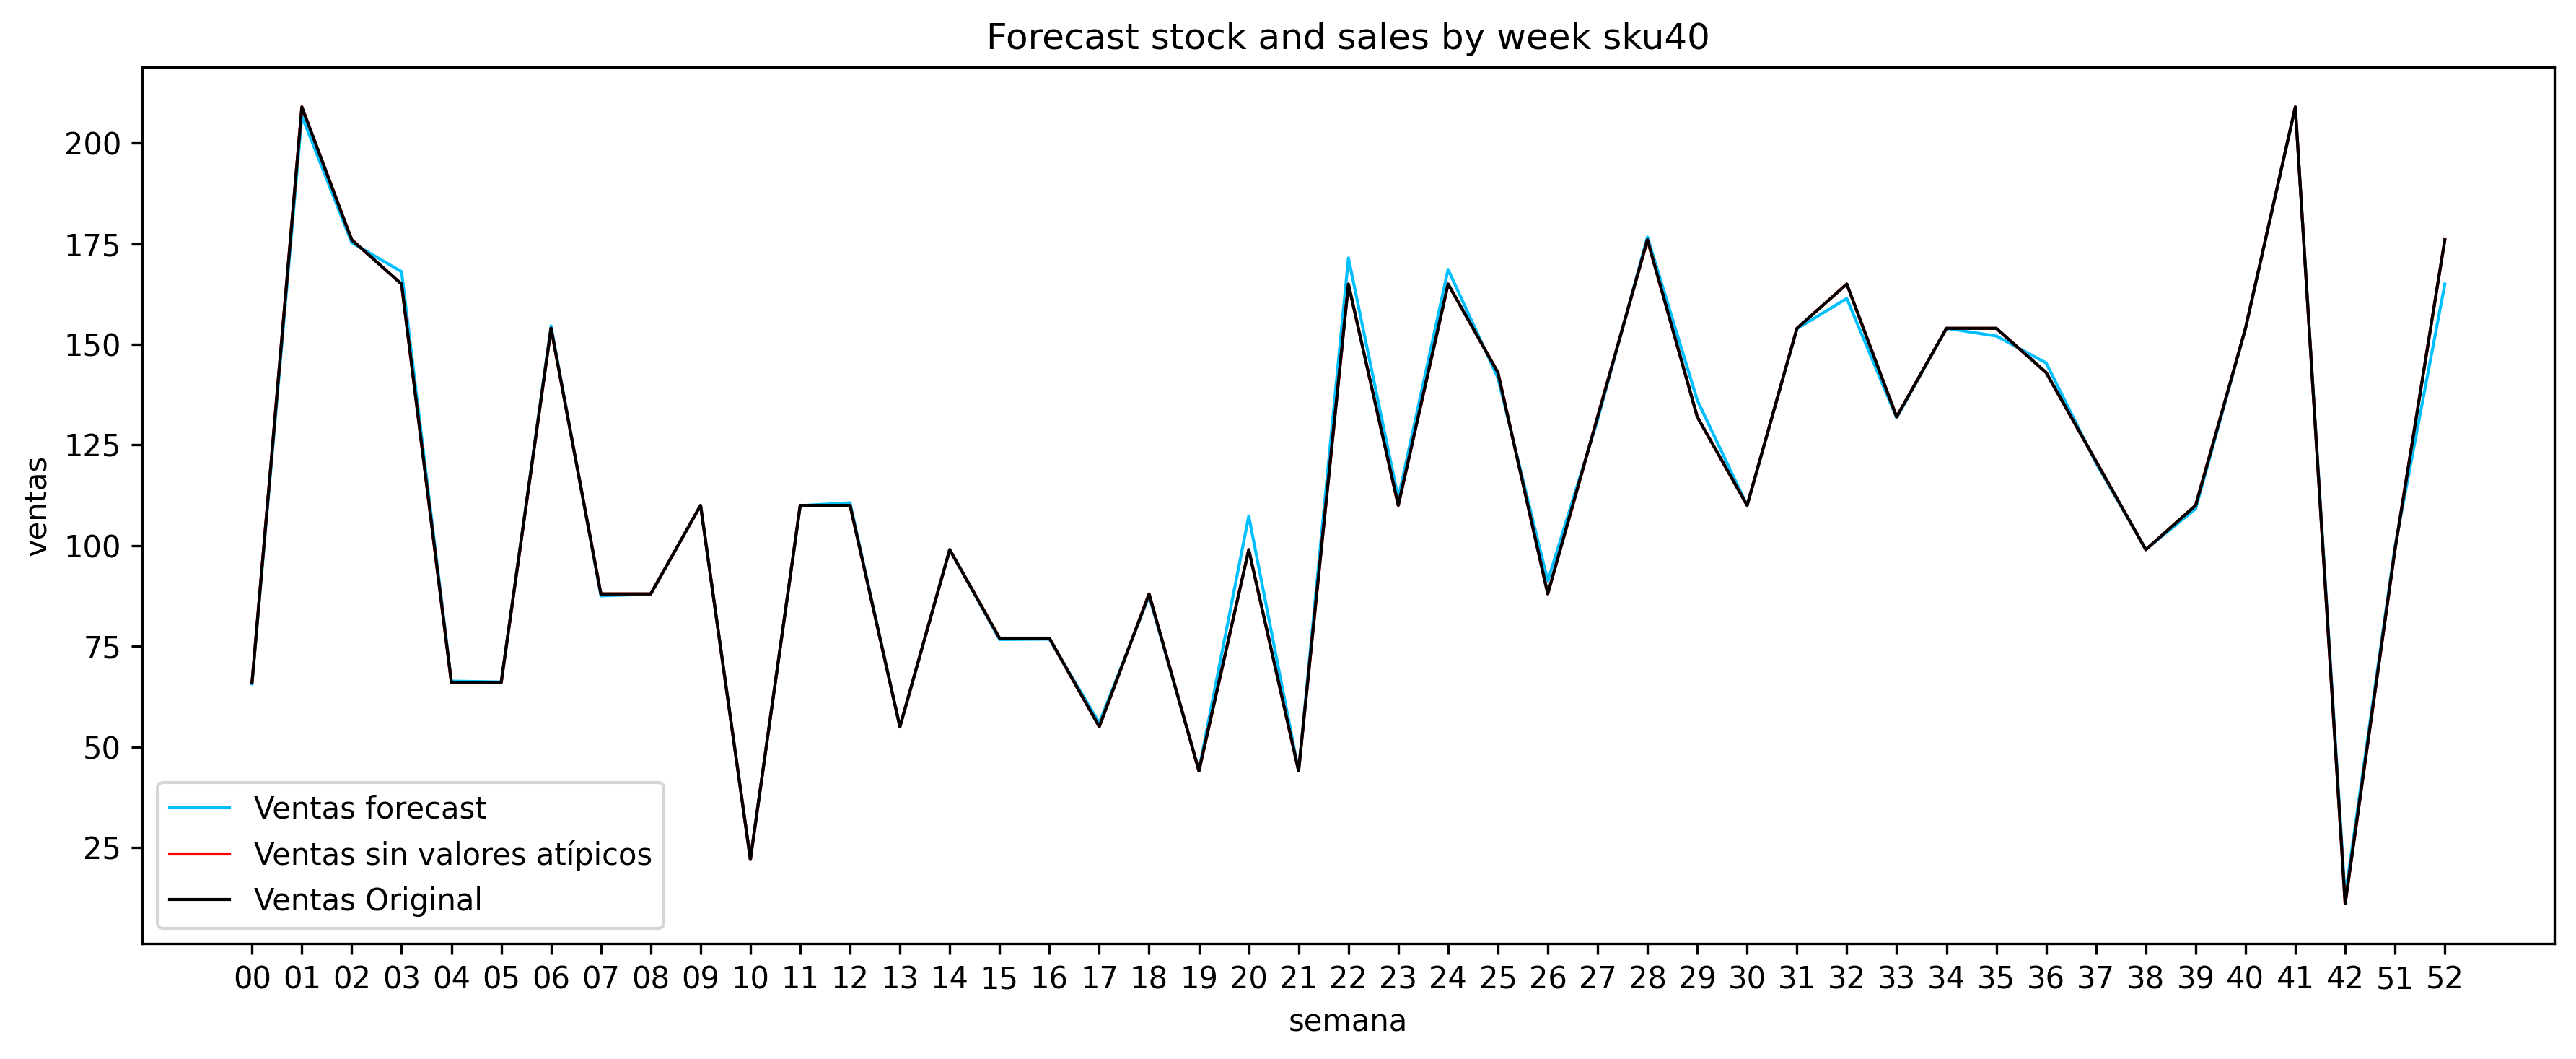 Forecast stock and sales by week sku40
200
175
150
125
100
75
50
25
ventas
Ventas forecast
Ventas sin valores atípicos
Ventas Original
00 01 02 03 04 05 06 07 08 09 10 11 12 13 14 15 16 17 18 19 20 21 22 23 24 25 26 27 28 29 30 31 32 33 34 35 36 37 38 39 40 41 42 51 52
semana